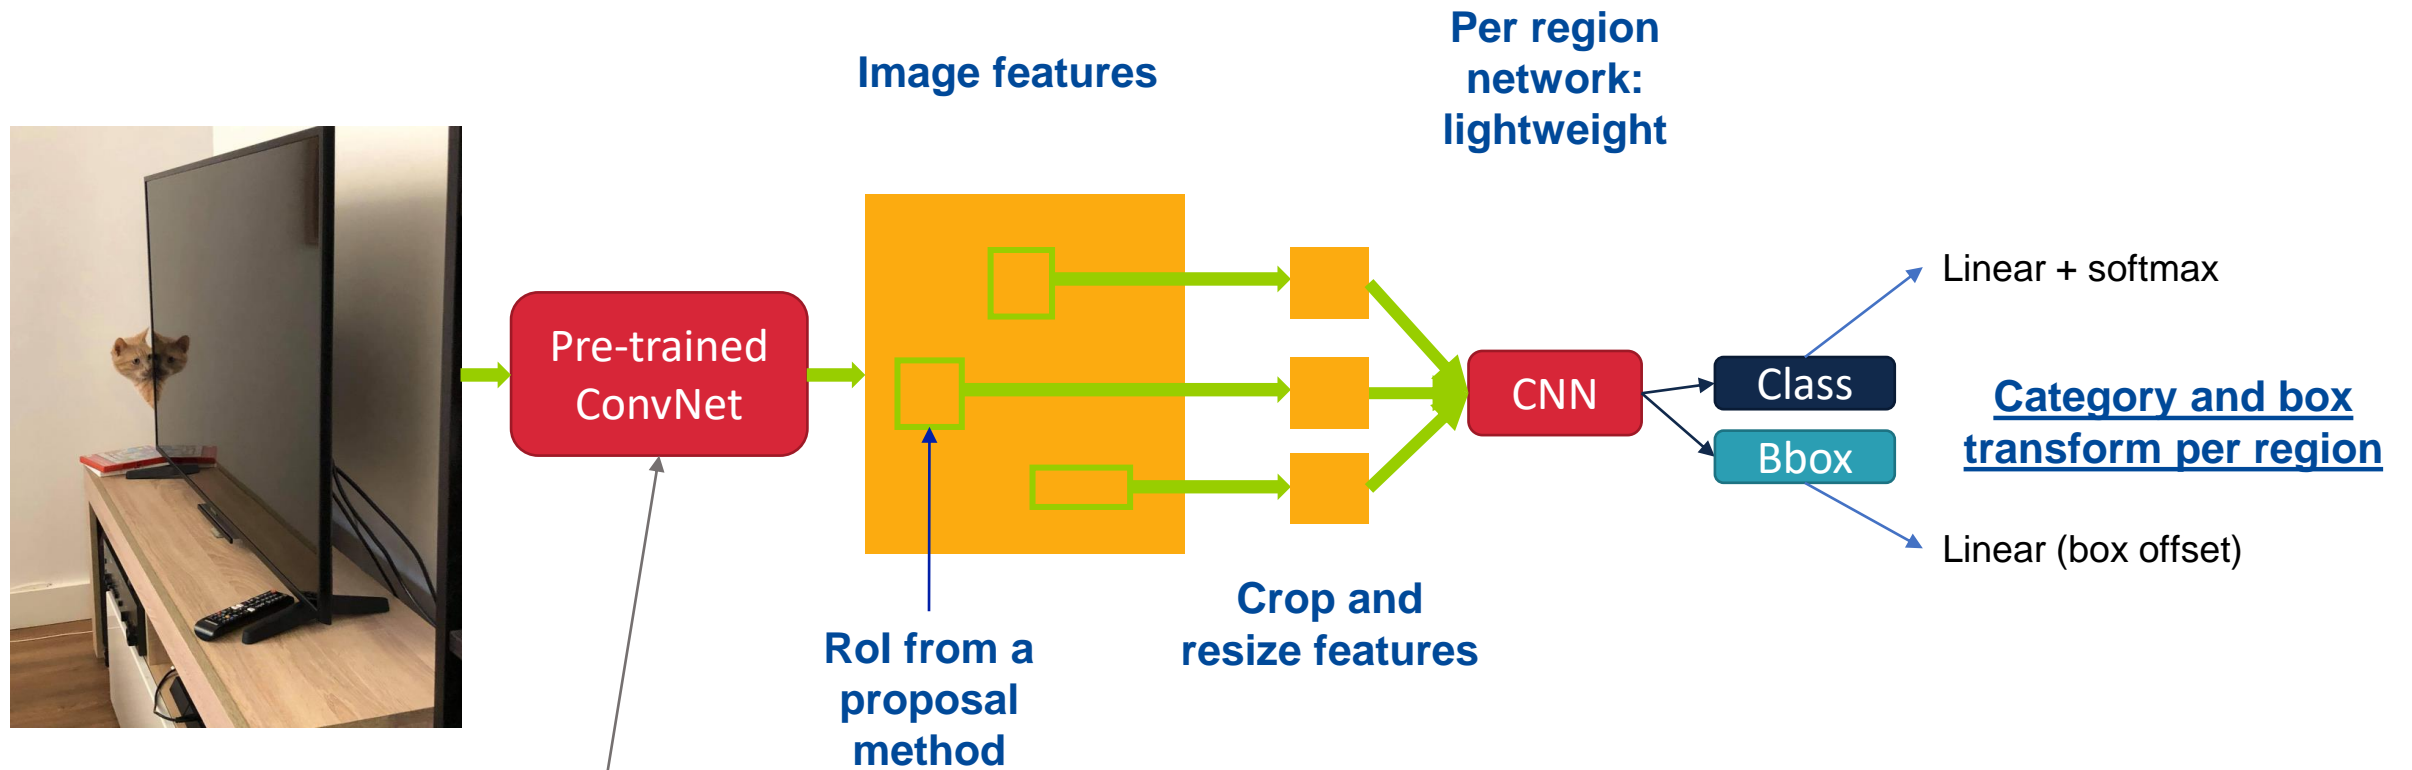 Image features
Per region
network:
lightweight
Pre-trained
ConvNet
CNN
Class
Bbox
Linear + softmax
Category and box
transform per region
Linear (box offset)
RoI from a
proposal
method
Crop and
resize features